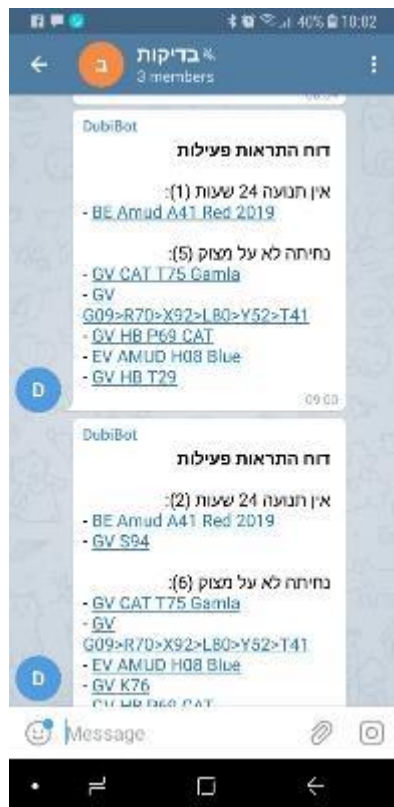 40% 10:02
בדיקות
3 members
DubiBot
דוח התראות פעילות
אין תנועה 24 שעות (1):
- BE Amud A41 Red 2019
נחיתה לא על מצוק (5):
- GV CAT T75 Gamla
- GV
G09>R70>X92>L80>Y52>T41
- GV HB P69 CAT
- EV AMUD H08 Blue
- GV HB T29
D
09:00
DubiBot
דוח התראות פעילות
אין תנועה 24 שעות (2):
- BE Amud A41 Red 2019
- GV S94
נחיתה לא על מצוק (6):
- GV CAT T75 Gamla
- GV
G09>R70>X92>L80>Y52>T41
- EV AMUD H08 Blue
- GV K76
D
Message